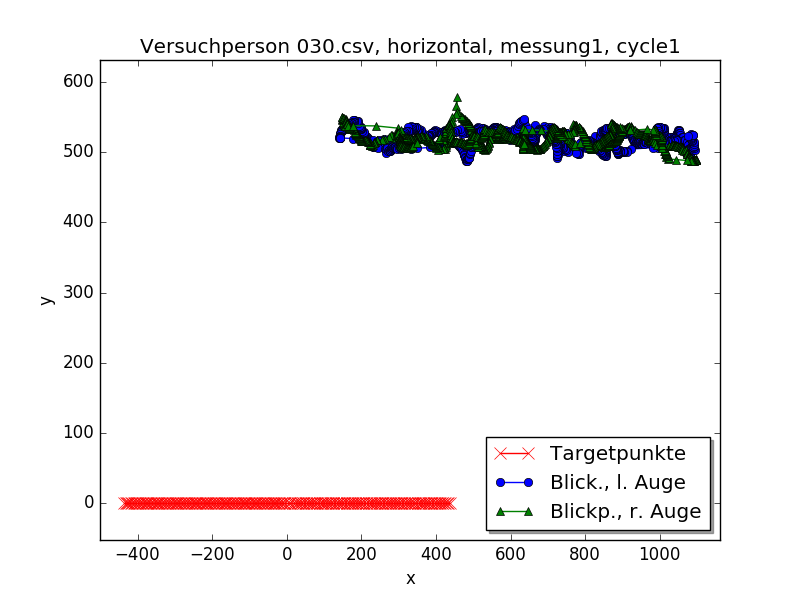 Versuchperson 030.csv, horizontal, messung1, cycle1
600
500
400
300
200
100
0
y
−400 −200 0 200 400 600 800 1000
x
Targetpunkte
Blick., l. Auge
Blickp., r. Auge